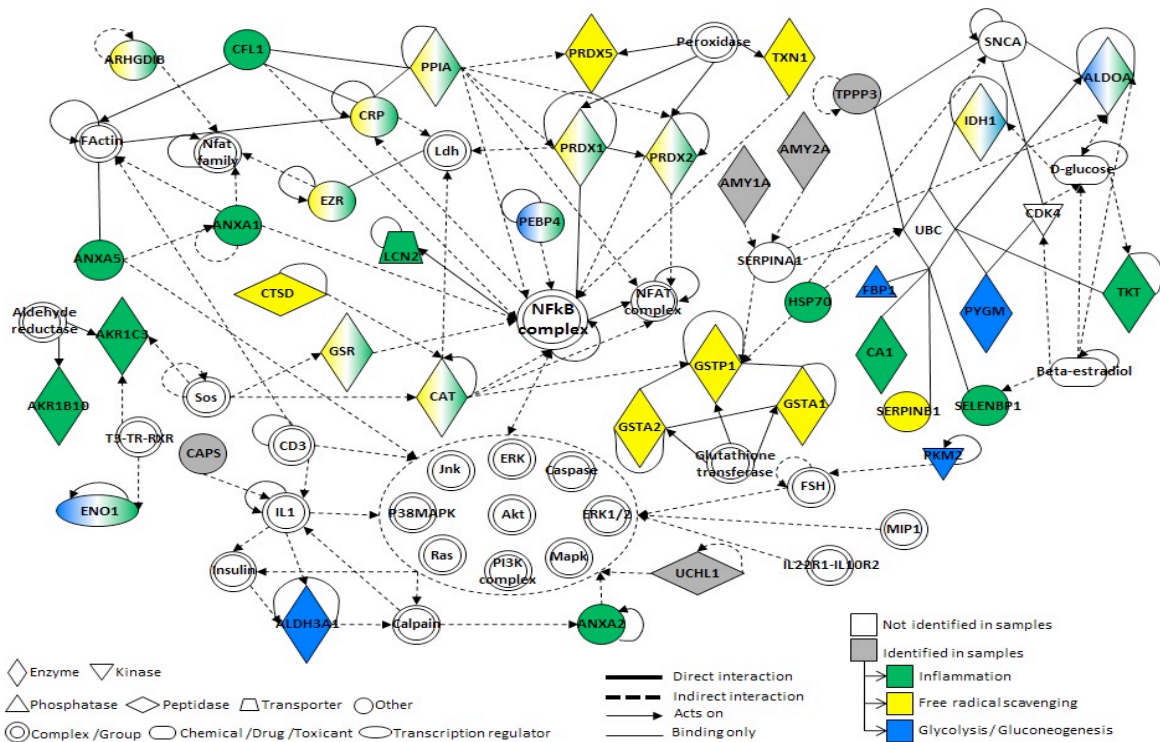 CFL1
ARHGDIB
PPIA
PRDX5
Peroxidase
TXN1
SNCA
ALDOA
TPPP3
CRP
IDH1
FActin
Nfat
family
Ldh
PRDX1
PRDX2
AMY2A
AMY1A
D-glucose
EZR
PEBP4
CDK4
UBC
ANXA1
ANXA5
LCN2
SERPINA1
CTSD
NFkB
complex
NFAT
complex
HSP70
FBP1
TKT
PYGM
Aldehyde
reductase
AKR1C3
GSR
CA1
GSTP1
Beta-estradiol
AKR1B10
Sos
CAT
GSTA1
SERPINB1
SELENBP1
GSTA2
T3-TR-RXR
CAPS
CD3
Glutathione
transferase
PKM2
Jnk
ERK
Caspase
FSH
ENO1
IL1
P38MAPK
Akt
ERK1/2
MIP1
Ras
PI3K
complex
Mapk
IL22R1-IL10R2
Insulin
UCHL1
ALDH3A1
Calpain
ANXA2
Not identified in samples
Identified in samples
Inflammation
Free radical scavenging
Glycolysis/Gluconeogenesis
Direct interaction
Indirect interaction
Acts on
Binding only
Enzyme
Kinase
Phosphatase
Peptidase
Transporter
Other
Complex /Group
Chemical /Drug /Toxicant
Transcription regulator